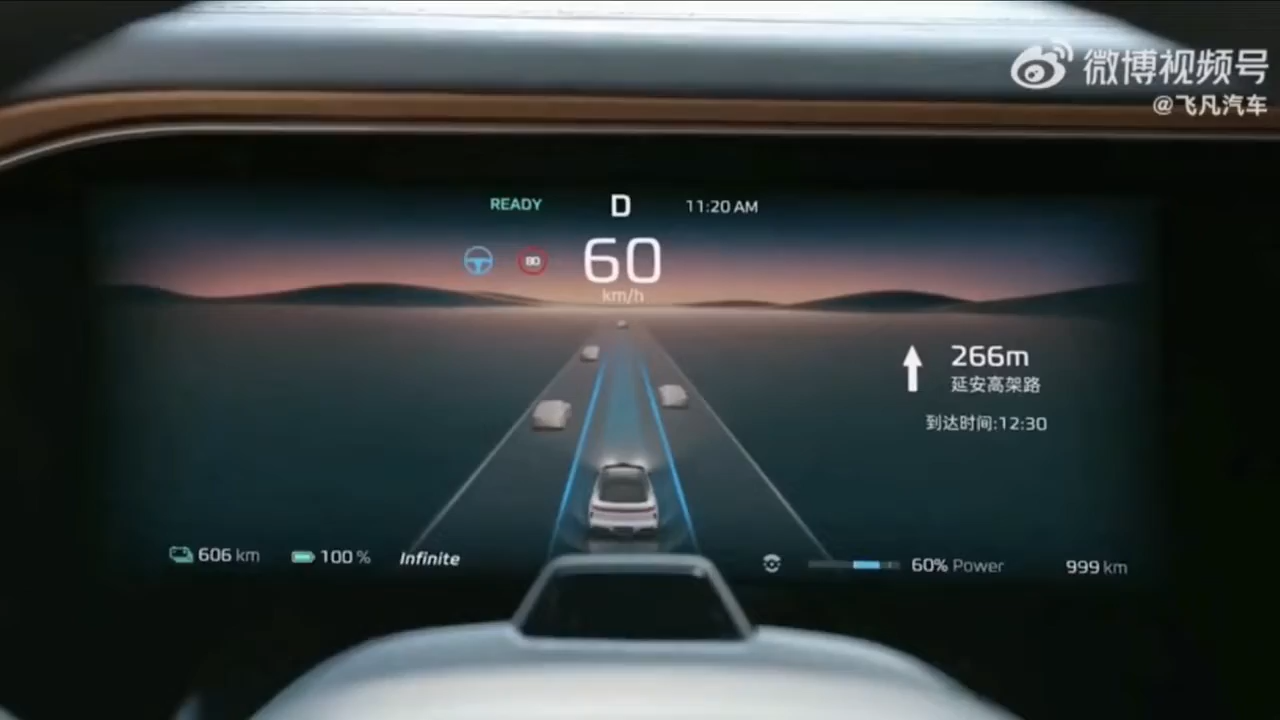 微博视频号
@飞凡汽车
READY D 11:20 AM
80 60
km/h
266m
延安高架路
到达时间:12:30
606 km 100 % Infinite 60% Power 999 km